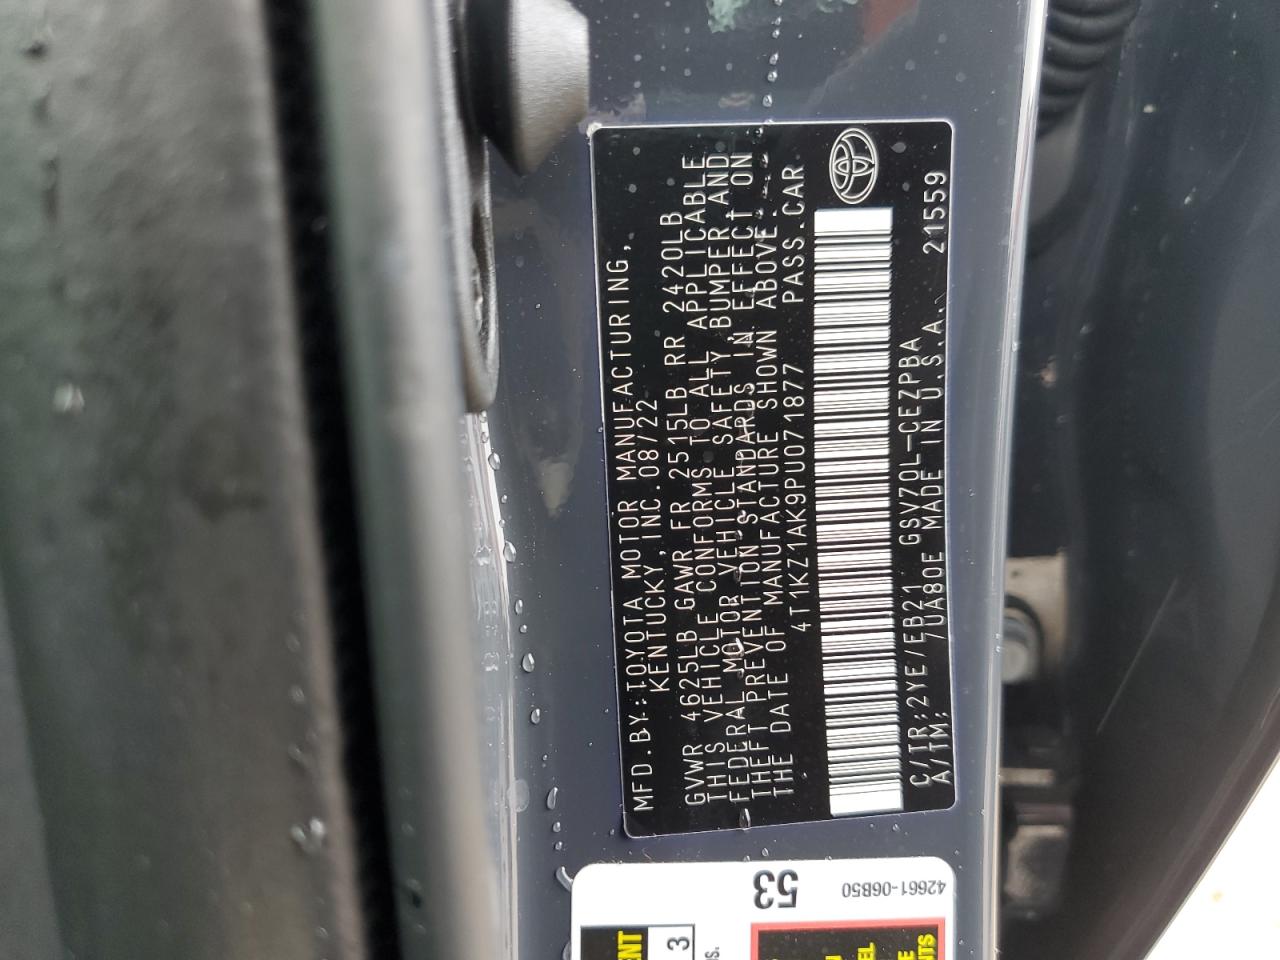 MFD.BY:TOYOTA MOTOR MANUFACTURING,
KENTUCKY,INC.08/22
GVWR 4625LB GAWR FR 2515LB RR 2420LB
THIS VEHICLE CONFORMS TO ALL APPLICABLE
FEDERAL MOTOR VEHICLE SAFETY,BUMPER,AND
THEFT PREVENTION STANDARDS IN EFFECT ON
THE DATE OF MANUFACTURE SHOWN ABOVE.
4T1KZ1AK9PU071877 PASS.CAR
C/TR:2YE/EB21 GSV70L-CEZPBA 21559
A/TM: /UA80E MADE IN U.S.A.
53
42661-06B50
3